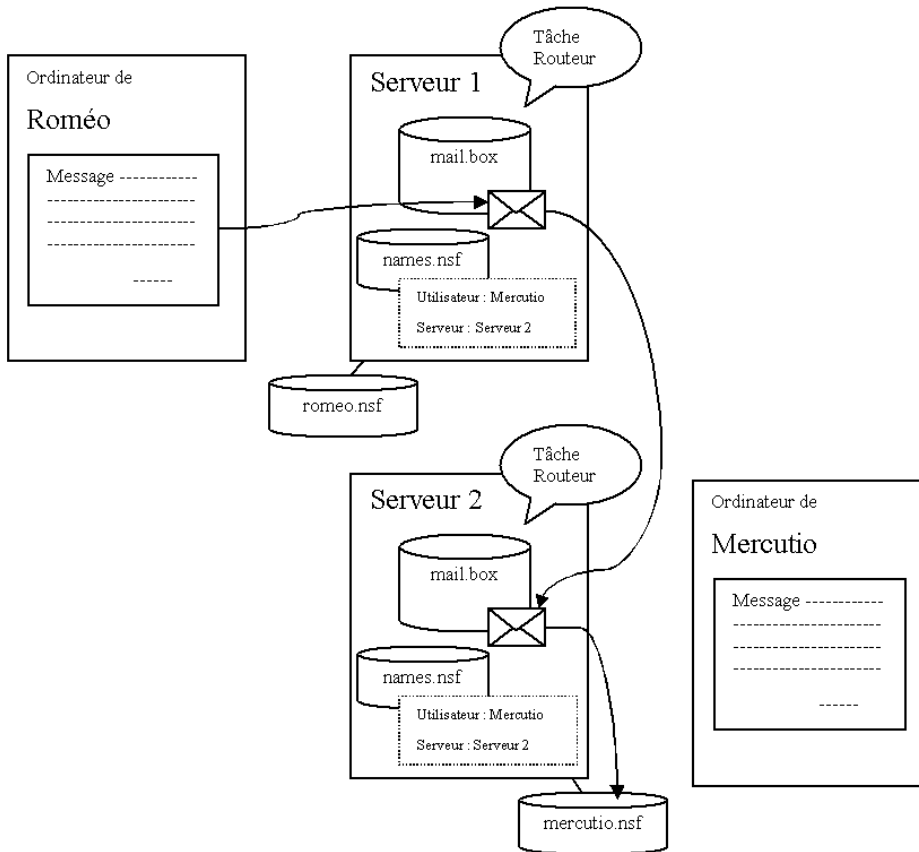 Ordinateur de
Roméo
Message -----------
-----------------------
-----------------------
-----------------------
------
Tâche
Routeur
Serveur 1
mail.box
names.nsf
Utilisateur : Mercutio
Serveur : Serveur 2
romeo.nsf
Tâche
Routeur
Serveur 2
mail.box
names.nsf
Utilisateur : Mercutio
Serveur : Serveur 2
mercutio.nsf
Ordinateur de
Mercutio
Message -----------
-----------------------
-----------------------
-----------------------
------